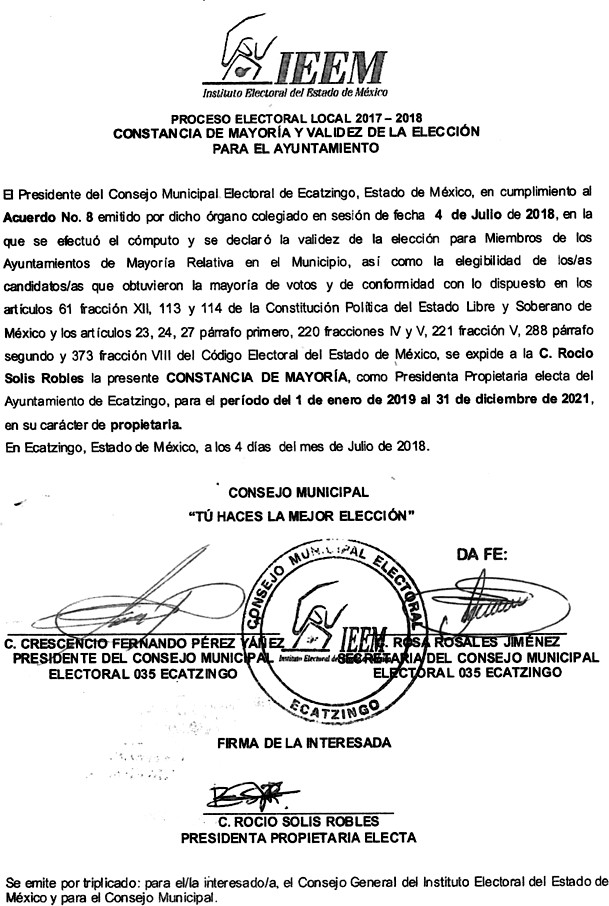 IEEM
Instituto Electoral del Estado de México
PROCESO ELECTORAL LOCAL 2017 – 2018
CONSTANCIA DE MAYORÍA Y VALIDEZ DE LA ELECCIÓN
PARA EL AYUNTAMIENTO
El Presidente del Consejo Municipal Electoral de Ecatzingo, Estado de México, en cumplimiento al
Acuerdo No. 8 emitido por dicho órgano colegiado en sesión de fecha 4 de Julio de 2018, en la
que se efectuó el cómputo y se declaró la validez de la elección para Miembros de los
Ayuntamientos de Mayoría Relativa en el Municipio, así como la elegibilidad de los/as
candidatos/as que obtuvieron la mayoría de votos y de conformidad con lo dispuesto en los
artículos 61 fracción XII, 113 y 114 de la Constitución Política del Estado Libre y Soberano de
México y los artículos 23, 24, 27 párrafo primero, 220 fracciones IV y V, 221 fracción V, 288 párrafo
segundo y 373 fracción VIII del Código Electoral del Estado de México, se expide a la C. Rocio
Solis Robles la presente CONSTANCIA DE MAYORÍA, como Presidenta Propietaria electa del
Ayuntamiento de Ecatzingo, para el período del 1 de enero de 2019 al 31 de diciembre de 2021,
en su carácter de propietaria.
En Ecatzingo, Estado de México, a los 4 días del mes de Julio de 2018.
CONSEJO MUNICIPAL
“TÚ HACES LA MEJOR ELECCIÓN”
DA FE:
CONSEJO MUNICIPAL ELECTORAL
IEEM
Instituto Electoral del
ECATZINGO
C. CRESCENCIO FERNANDO PÉREZ YÁÑEZ
PRESIDENTE DEL CONSEJO MUNICIPAL
ELECTORAL 035 ECATZINGO
ROSA ROSALES JIMÉNEZ
SECRETARIA DEL CONSEJO MUNICIPAL
ELECTORAL 035 ECATZINGO
FIRMA DE LA INTERESADA
C. ROCIO SOLIS ROBLES
PRESIDENTA PROPIETARIA ELECTA
Se emite por triplicado: para el/la interesado/a, el Consejo General del Instituto Electoral del Estado de
México y para el Consejo Municipal.